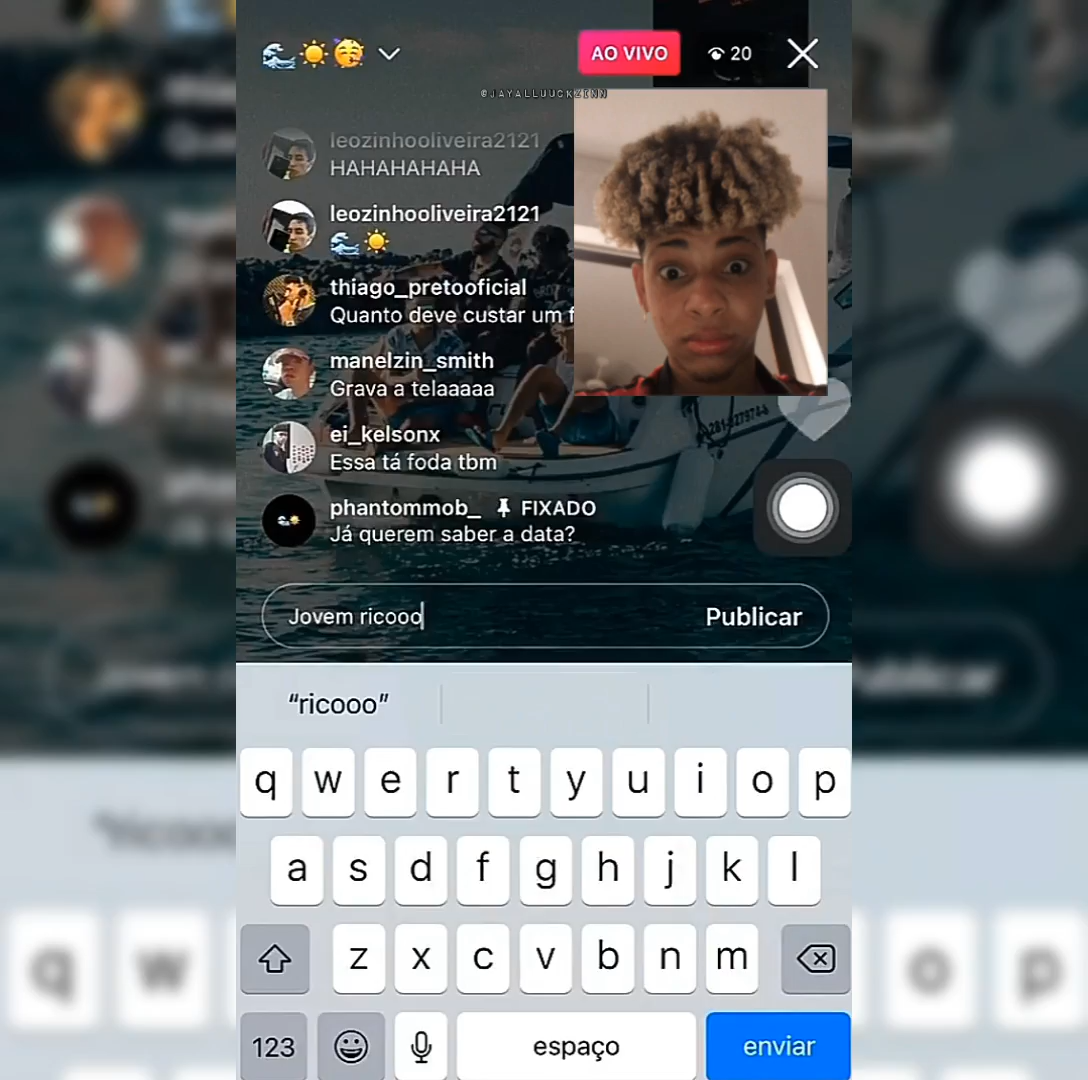 🌊☀️🥳
AO VIVO
20
@JAYALLUUCKZINN
leozinhooliveira2121
HAHAHAHAHA
leozinhooliveira2121
🌊☀️
thiago_pretooficial
Quanto deve custar um f
manelzin_smith
Grava a telaaaaa
ei_kelsonx
Essa tá foda tbm
phantommob_ FIXADO
Já querem saber a data?
Jovem ricooo
Publicar
“ricooo”
q w e r t y u i o p
a s d f g h j k l
z x c v b n m
123
espaço
enviar